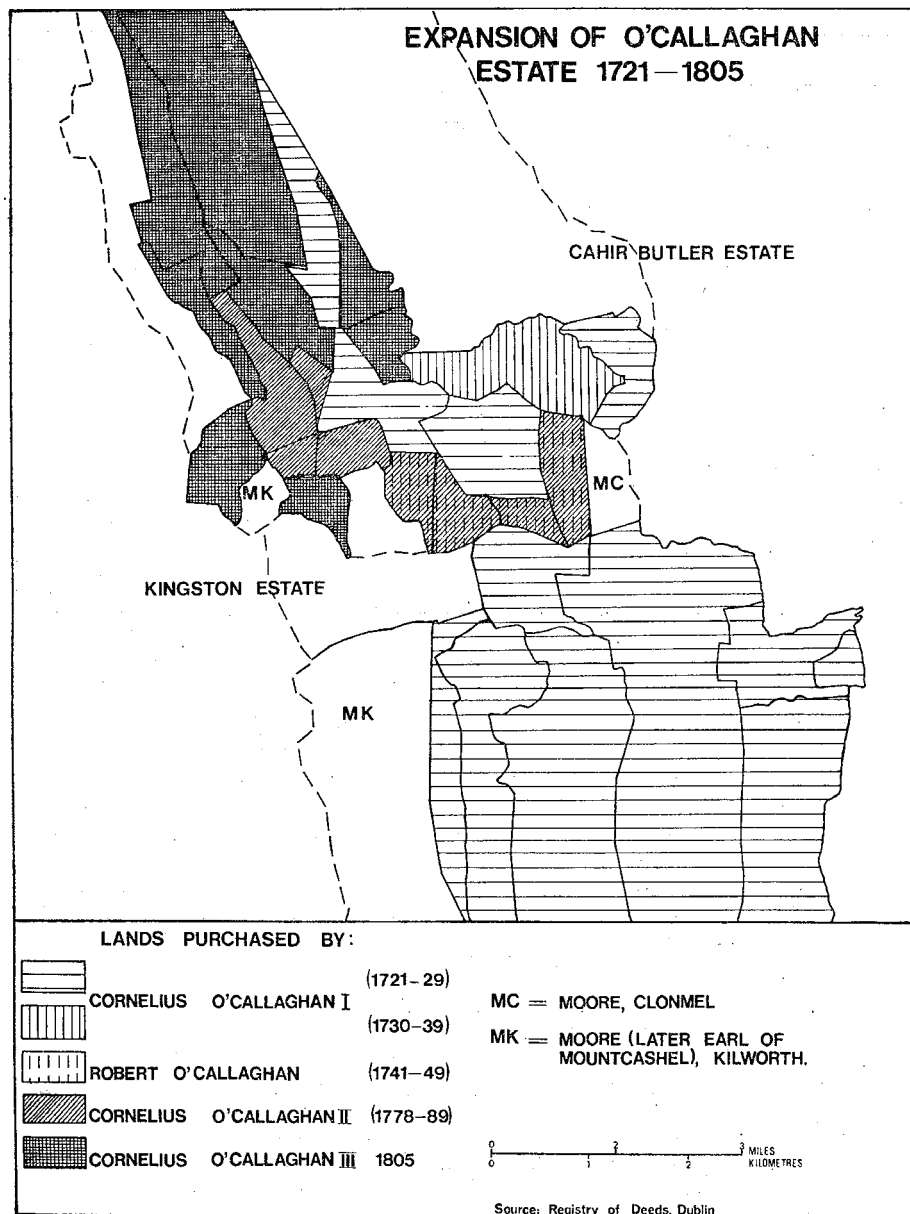 EXPANSION OF O'CALLAGHAN
ESTATE 1721—1805
CAHIR BUTLER ESTATE
MK
MC
KINGSTON ESTATE
MK
LANDS PURCHASED BY:
CORNELIUS O'CALLAGHAN I (1721-29)
(1730-39)
ROBERT O'CALLAGHAN (1741-49)
CORNELIUS O'CALLAGHAN II (1778-89)
CORNELIUS O'CALLAGHAN III 1805
MC = MOORE, CLONMEL
MK = MOORE (LATER EARL OF
MOUNTCASHEL), KILWORTH.
0 2 3 MILES
0 1 2 KILOMETRES
Source: Registry of Deeds, Dublin